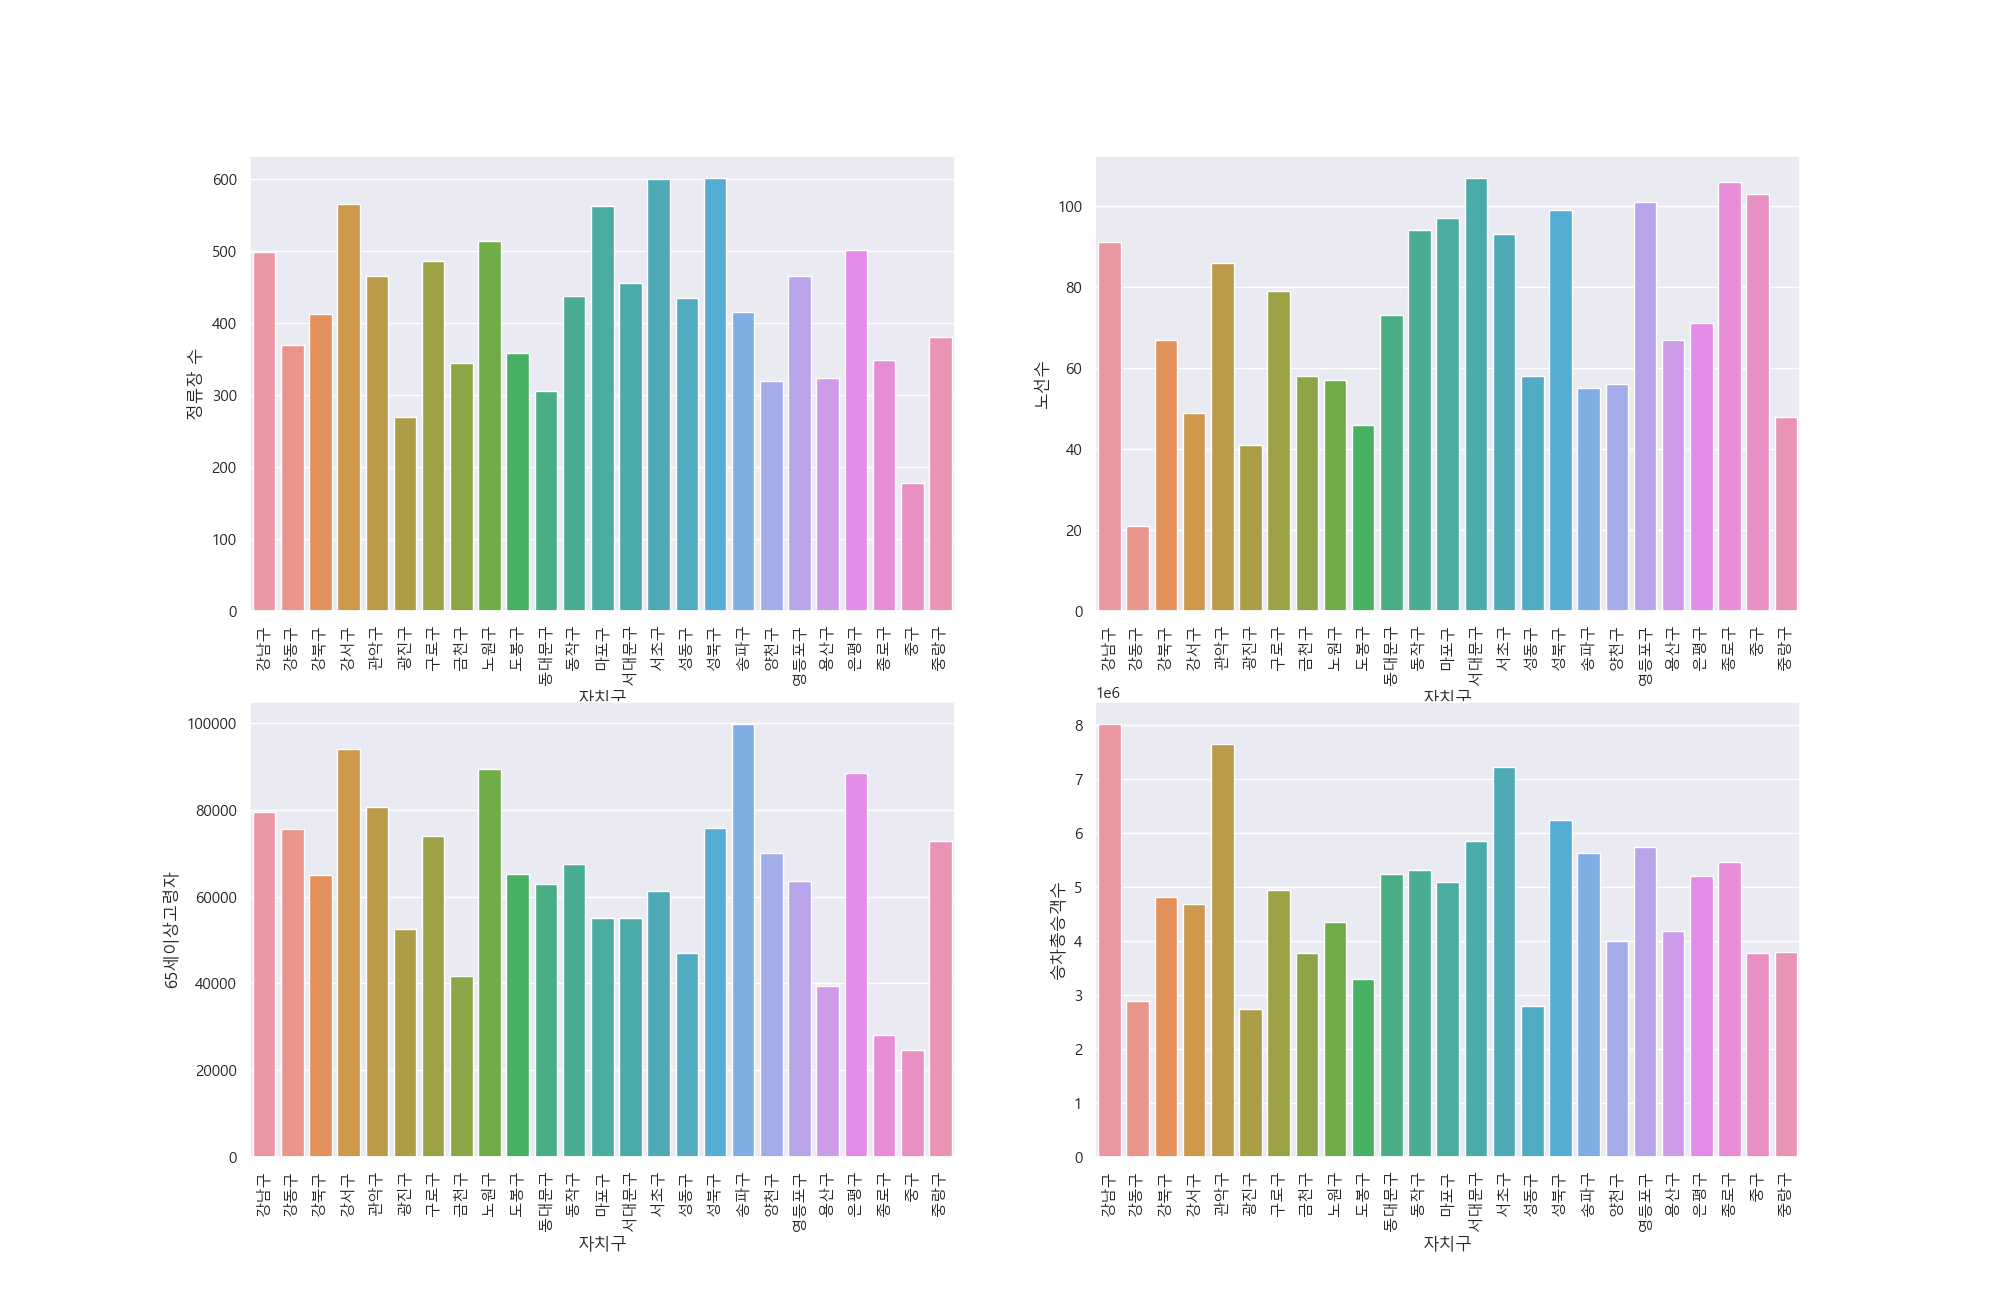 600
500
400
300
200
100
0
정류장 수
강남구
강동구
강북구
강서구
관악구
광진구
구로구
금천구
노원구
도봉구
동대문구
동작구
마포구
서대문구
서초구
성동구
성북구
송파구
양천구
영등포구
용산구
은평구
종로구
중구
중랑구
자치구
100
80
60
40
20
0
노선수
강남구
강동구
강북구
강서구
관악구
광진구
구로구
금천구
노원구
도봉구
동대문구
동작구
마포구
서대문구
서초구
성동구
성북구
송파구
양천구
영등포구
용산구
은평구
종로구
중구
중랑구
자치구
100000
80000
60000
40000
20000
0
65세이상고령자
강남구
강동구
강북구
강서구
관악구
광진구
구로구
금천구
노원구
도봉구
동대문구
동작구
마포구
서대문구
서초구
성동구
성북구
송파구
양천구
영등포구
용산구
은평구
종로구
중구
중랑구
자치구
1e6
8
7
6
5
4
3
2
1
0
승차총승객수
강남구
강동구
강북구
강서구
관악구
광진구
구로구
금천구
노원구
도봉구
동대문구
동작구
마포구
서대문구
서초구
성동구
성북구
송파구
양천구
영등포구
용산구
은평구
종로구
중구
중랑구
자치구